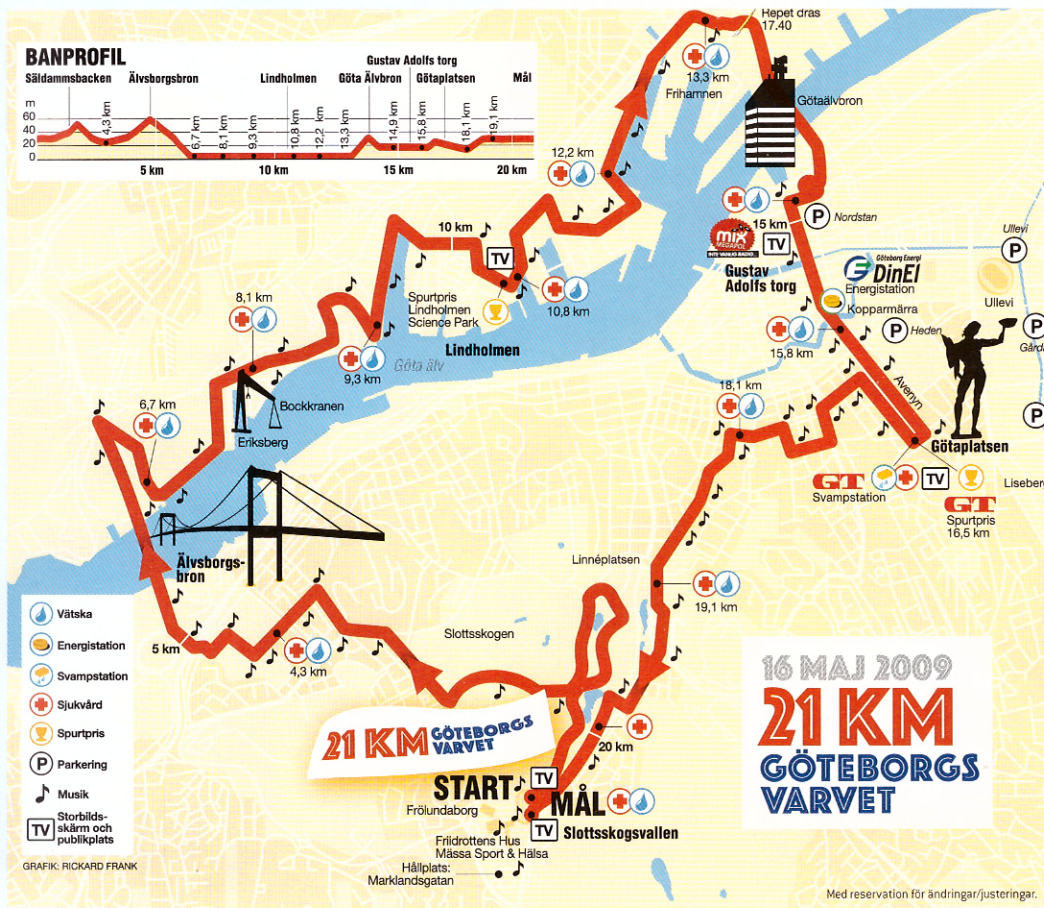 BANPROFIL
Säldammsbacken
Älvsborgsbron
Lindholmen
Gustav Adolfs torg
Göta Älvbron
Götaplatsen
Mål
m
60
40
20
0
4,3 km
6,7 km
8,1 km
9,3 km
10,8 km
12,2 km
13,3 km
14,9 km
15,8 km
18,1 km
19,1 km
5 km
10 km
15 km
20 km
Repet dras
17.40
13,3 km
Frihamnen
Götaälvbron
12,2 km
15 km
P
Nordstan
Ullevi
P
mix
MEGAPOL
TV
Gustav
Adolfs torg
Göteborg Energi
DinEl
Energistation
Kopparmärra
Ullevi
10 km
TV
Spurtpris
Lindholmen
Science Park
10,8 km
Lindholmen
8,1 km
9,3 km
Göta älv
15,8 km
P
Heden
P
Gårda
Avenyn
18,1 km
6,7 km
Bockkranen
Eriksberg
P
Götaplatsen
GT
Svampstation
TV
GT
Spurtpris
16,5 km
Liseberg
Älvsborgs-
bron
Linnéplatsen
19,1 km
Slottsskogen
5 km
4,3 km
Vätska
Energistation
Svampstation
Sjukvård
Spurtpris
P
Parkering
Musik
TV
Storbilds-
skärm och
publikplats
GRAFIK: RICKARD FRANK
21 KM GÖTEBORGS
VARVET
20 km
START
TV
MÅL
Frölundaborg
TV
Slottsskogsvallen
Friidrottens Hus
Mässa Sport & Hälsa
Hållplats:
Marklandsgatan
16 MAJ 2009
21 KM
GÖTEBORGS
VARVET
Med reservation för ändringar/justeringar.